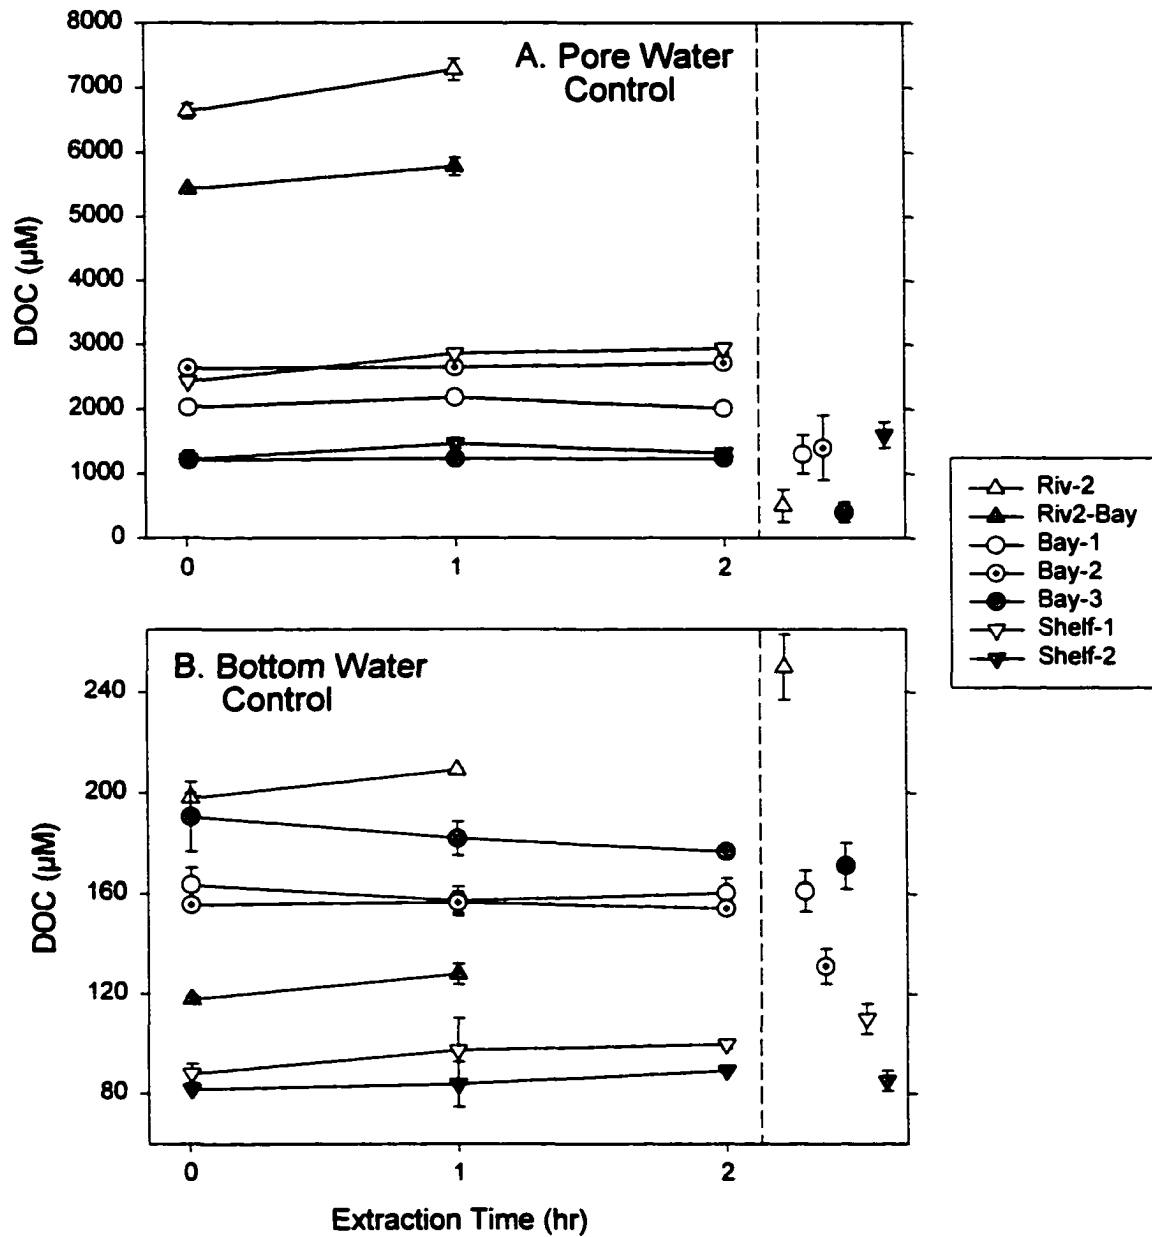 8000
7000
6000
5000
4000
3000
2000
1000
0
DOC (µM)
A. Pore Water
Control
0
1
2
Riv-2
Riv2-Bay
Bay-1
Bay-2
Bay-3
Shelf-1
Shelf-2
B. Bottom Water
Control
240
200
160
120
80
DOC (µM)
0
1
2
Extraction Time (hr)